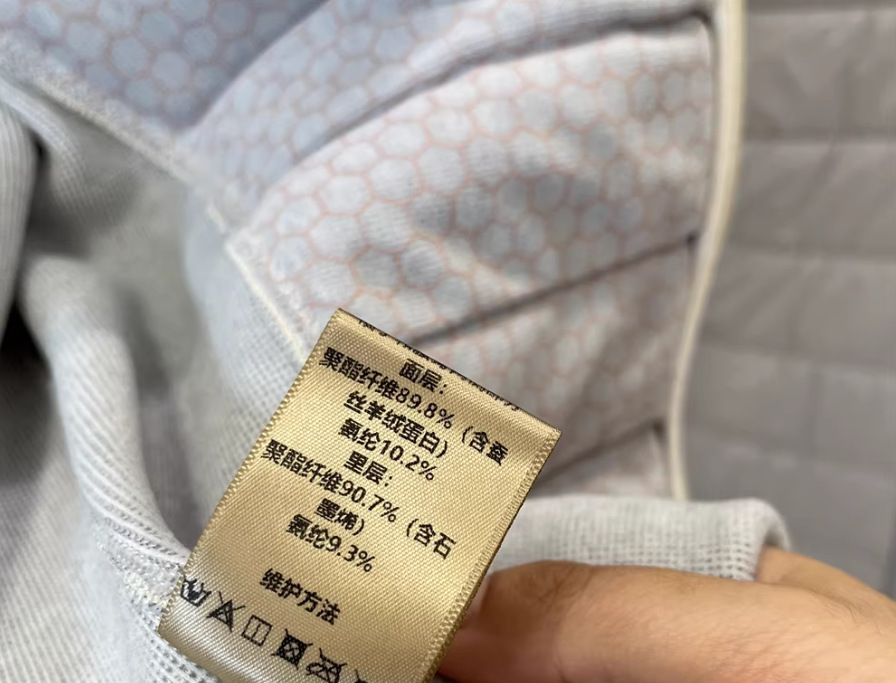 面层：
聚酯纤维89.8%（含蚕
丝羊绒蛋白）
氨纶10.2%
里层：
聚酯纤维90.7%（含石
墨烯）
氨纶9.3%
维护方法